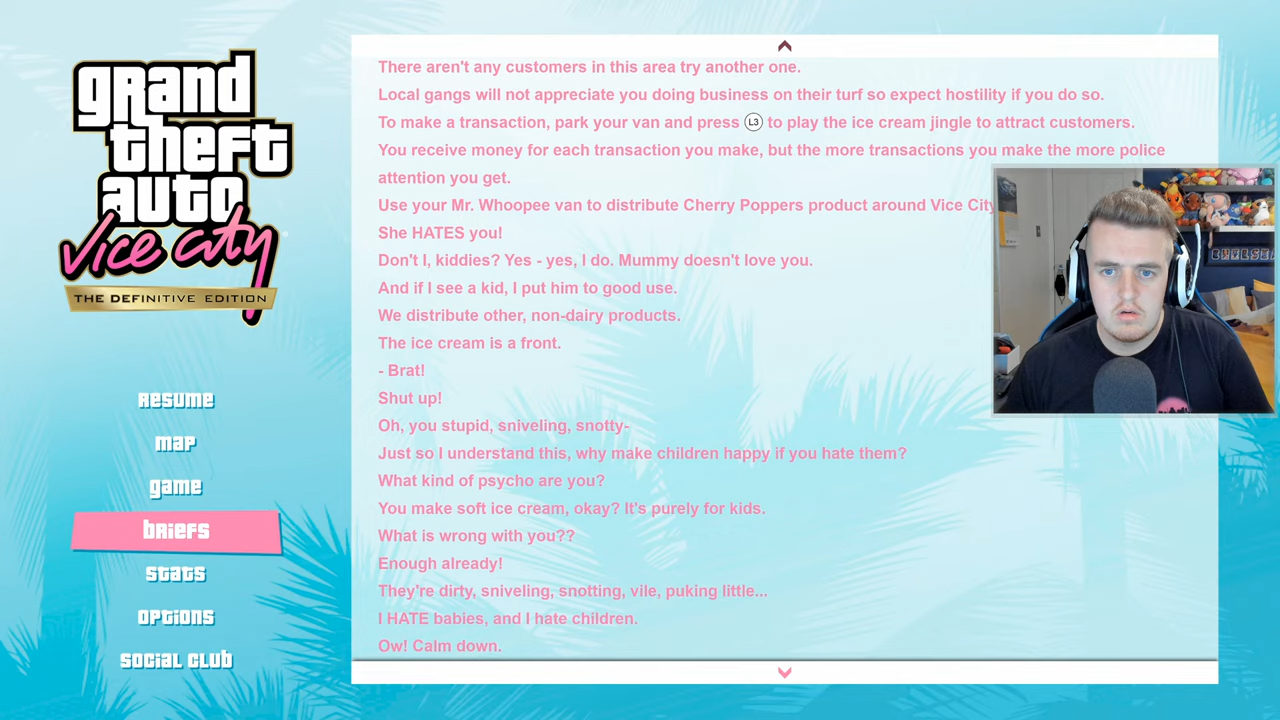 grand
theft
auto
vice city
THE DEFINITIVE EDITION
Resume
map
game
briefs
stats
options
social club
There aren't any customers in this area try another one.
Local gangs will not appreciate you doing business on their turf so expect hostility if you do so.
To make a transaction, park your van and press L3 to play the ice cream jingle to attract customers.
You receive money for each transaction you make, but the more transactions you make the more police
attention you get.
Use your Mr. Whoopee van to distribute Cherry Poppers product around Vice City
She HATES you!
Don't I, kiddies? Yes - yes, I do. Mummy doesn't love you.
And if I see a kid, I put him to good use.
We distribute other, non-dairy products.
The ice cream is a front.
- Brat!
Shut up!
Oh, you stupid, sniveling, snotty-
Just so I understand this, why make children happy if you hate them?
What kind of psycho are you?
You make soft ice cream, okay? It's purely for kids.
What is wrong with you??
Enough already!
They're dirty, sniveling, snotting, vile, puking little...
I HATE babies, and I hate children.
Ow! Calm down.